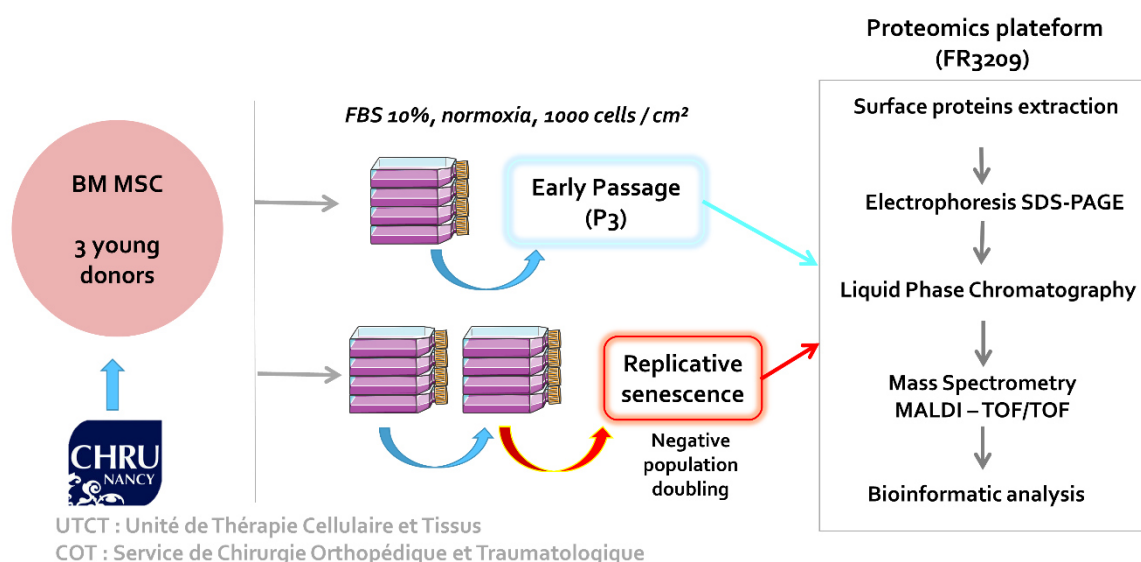 Proteomics plateform
(FR3209)
FBS 10%, normoxia, 1000 cells / cm²
BM MSC
3 young
donors
Early Passage
(P3)
Replicative
senescence
Negative
population
doubling
Surface proteins extraction
Electrophoresis SDS-PAGE
Liquid Phase Chromatography
Mass Spectrometry
MALDI – TOF/TOF
Bioinformatic analysis
CHRU
NANCY
UTCT : Unité de Thérapie Cellulaire et Tissus
COT : Service de Chirurgie Orthopédique et Traumatologique